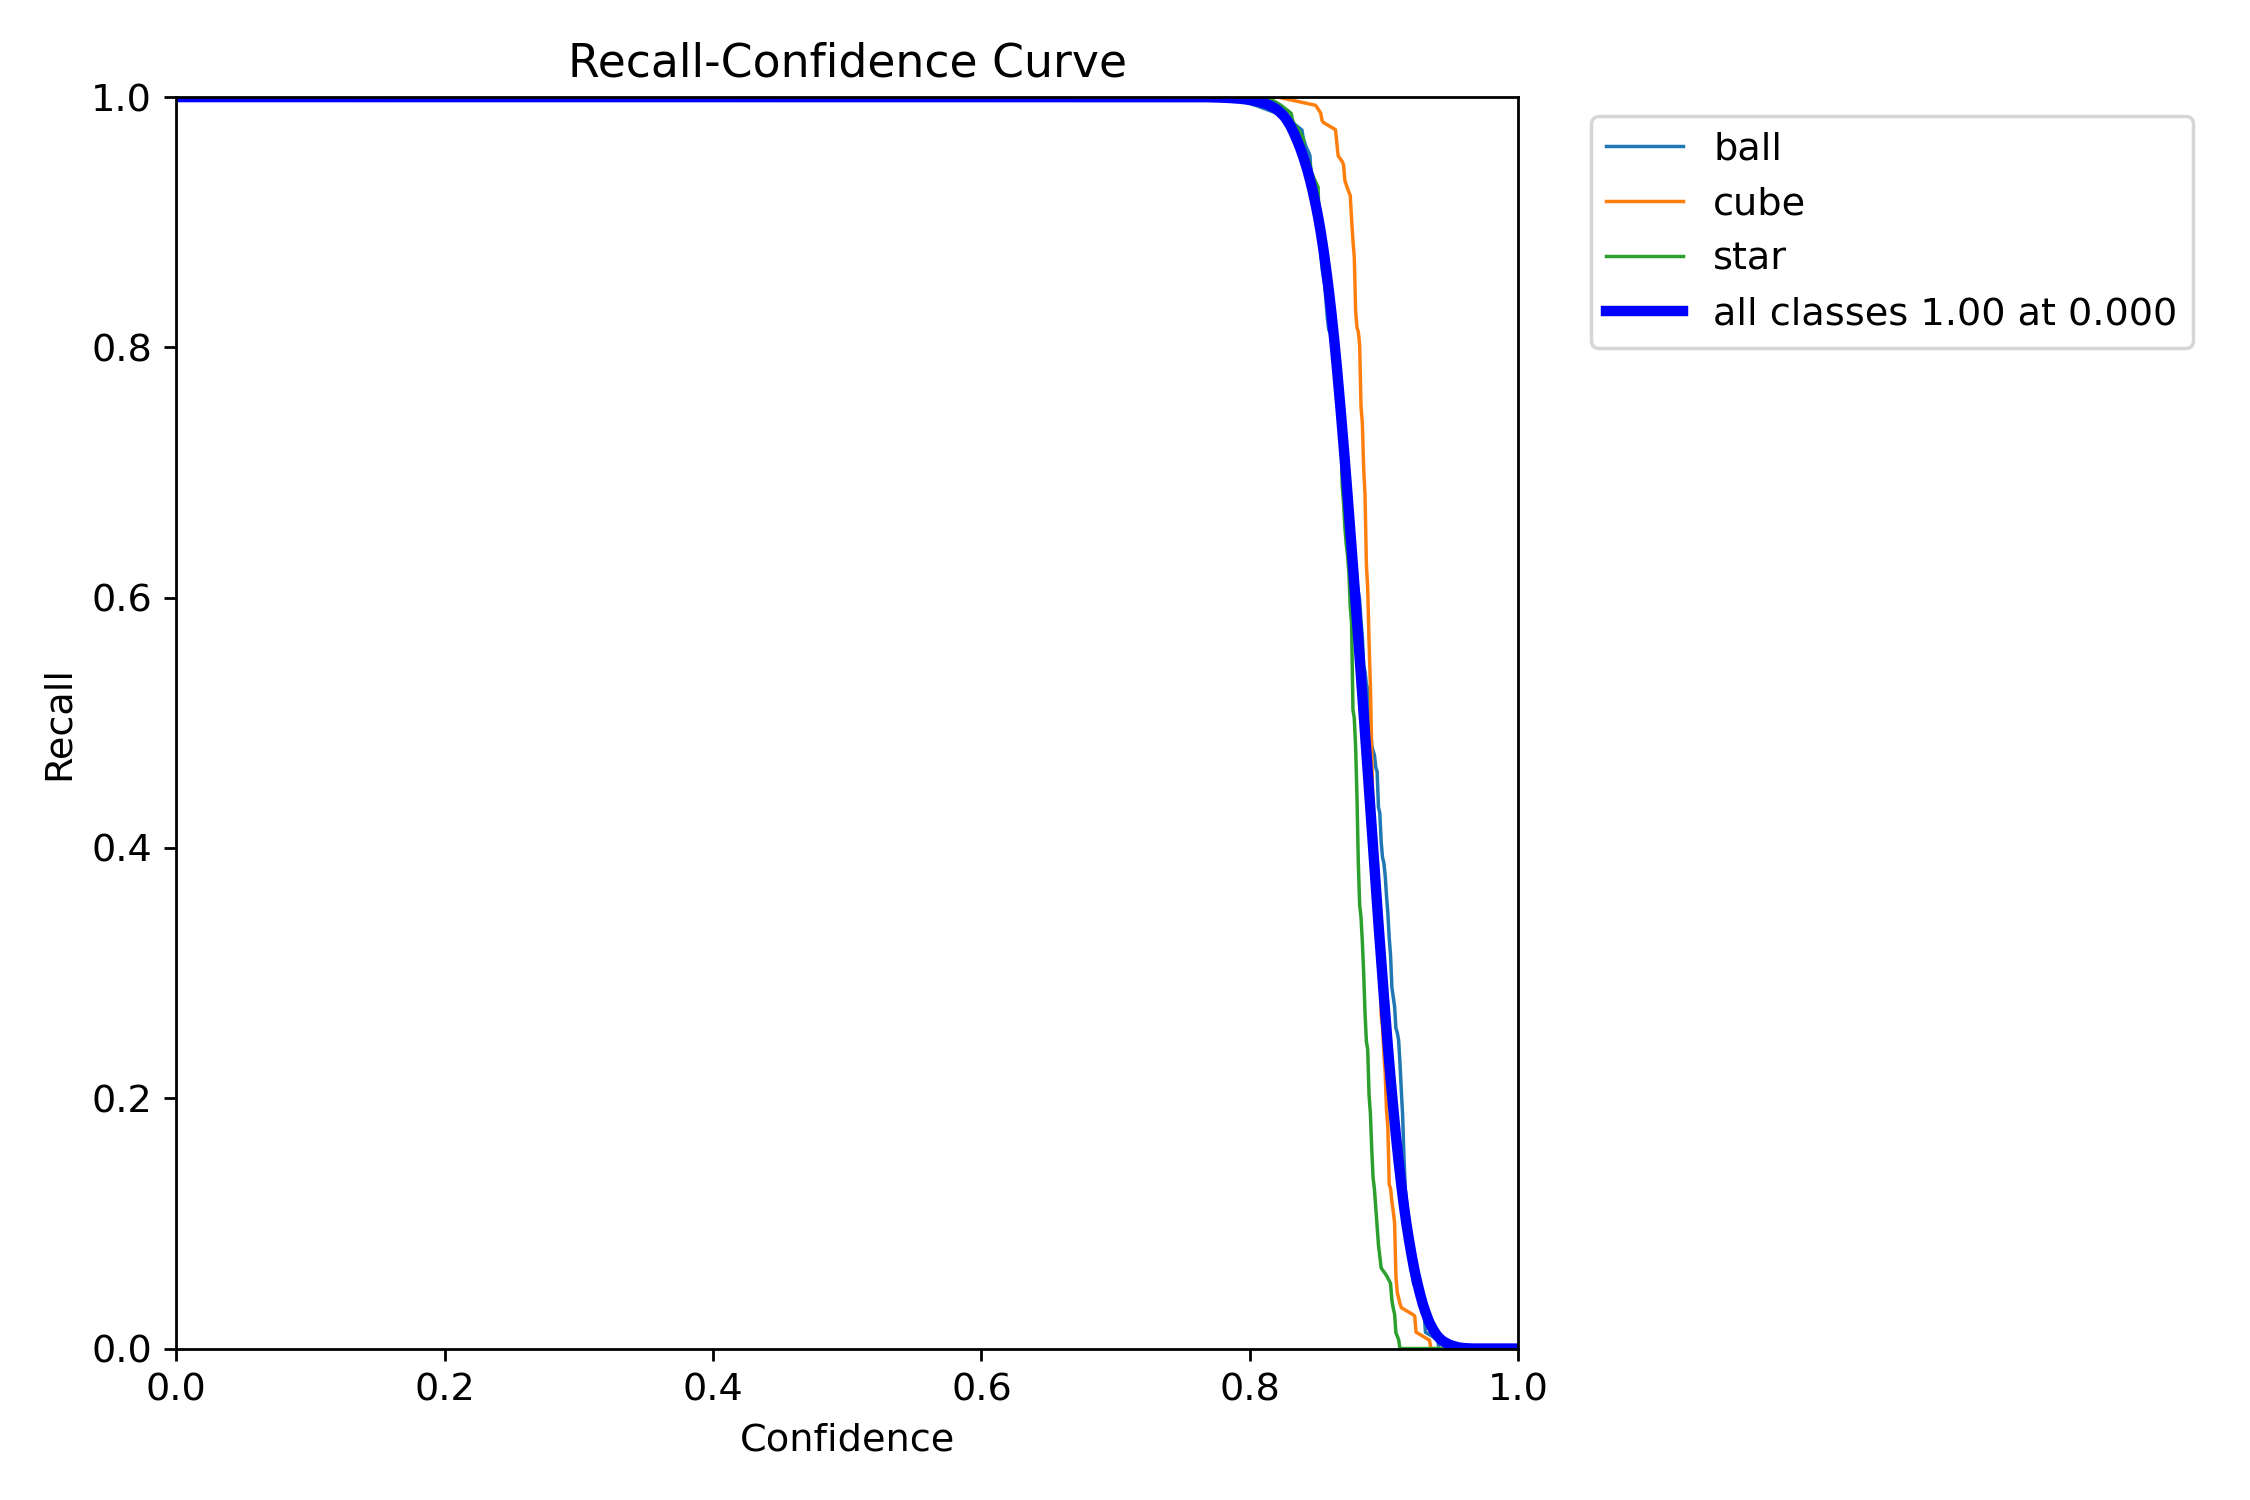 Recall-Confidence Curve
1.0
0.8
0.6
0.4
0.2
0.0
Recall
0.0 0.2 0.4 0.6 0.8 1.0
Confidence
ball
cube
star
all classes 1.00 at 0.000